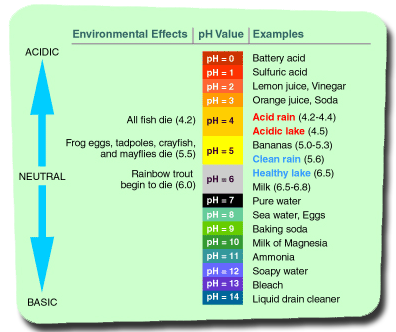 Environmental Effects pH Value Examples
ACIDIC
pH = 0 Battery acid
pH = 1 Sulfuric acid
pH = 2 Lemon juice, Vinegar
pH = 3 Orange juice, Soda
All fish die (4.2) pH = 4 Acid rain (4.2-4.4)
Acidic lake (4.5)
Frog eggs, tadpoles, crayfish,
and mayflies die (5.5)
pH = 5 Bananas (5.0-5.3)
Clean rain (5.6)
NEUTRAL
Rainbow trout
begin to die (6.0)
pH = 6 Healthy lake (6.5)
Milk (6.5-6.8)
pH = 7 Pure water
pH = 8 Sea water, Eggs
pH = 9 Baking soda
pH = 10 Milk of Magnesia
pH = 11 Ammonia
pH = 12 Soapy water
pH = 13 Bleach
BASIC
pH = 14 Liquid drain cleaner